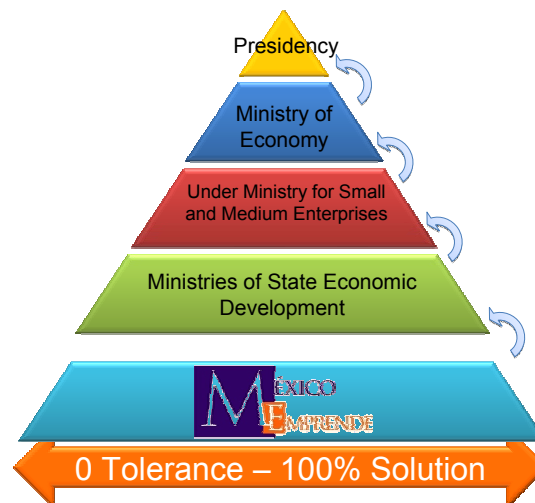 Presidency
Ministry of
Economy
Under Ministry for Small
and Medium Enterprises
Ministries of State Economic
Development
MÉXICO
EMPRENDE
0 Tolerance – 100% Solution